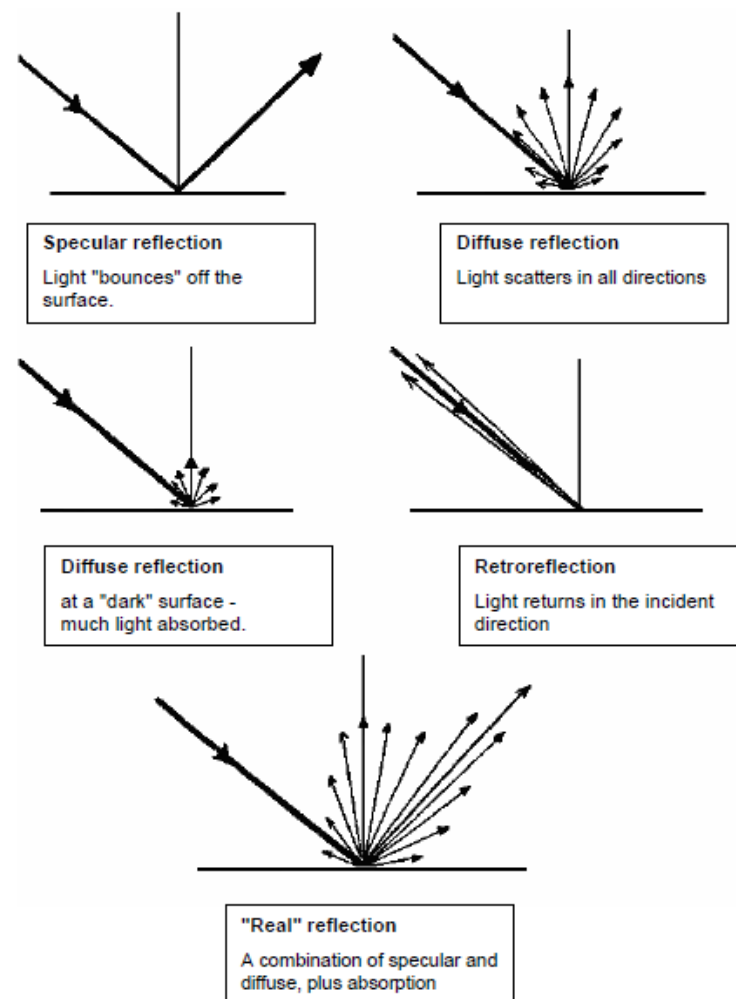 Specular reflection
Light "bounces" off the
surface.
Diffuse reflection
Light scatters in all directions
Diffuse reflection
at a "dark" surface -
much light absorbed.
Retroreflection
Light returns in the incident
direction
"Real" reflection
A combination of specular and
diffuse, plus absorption